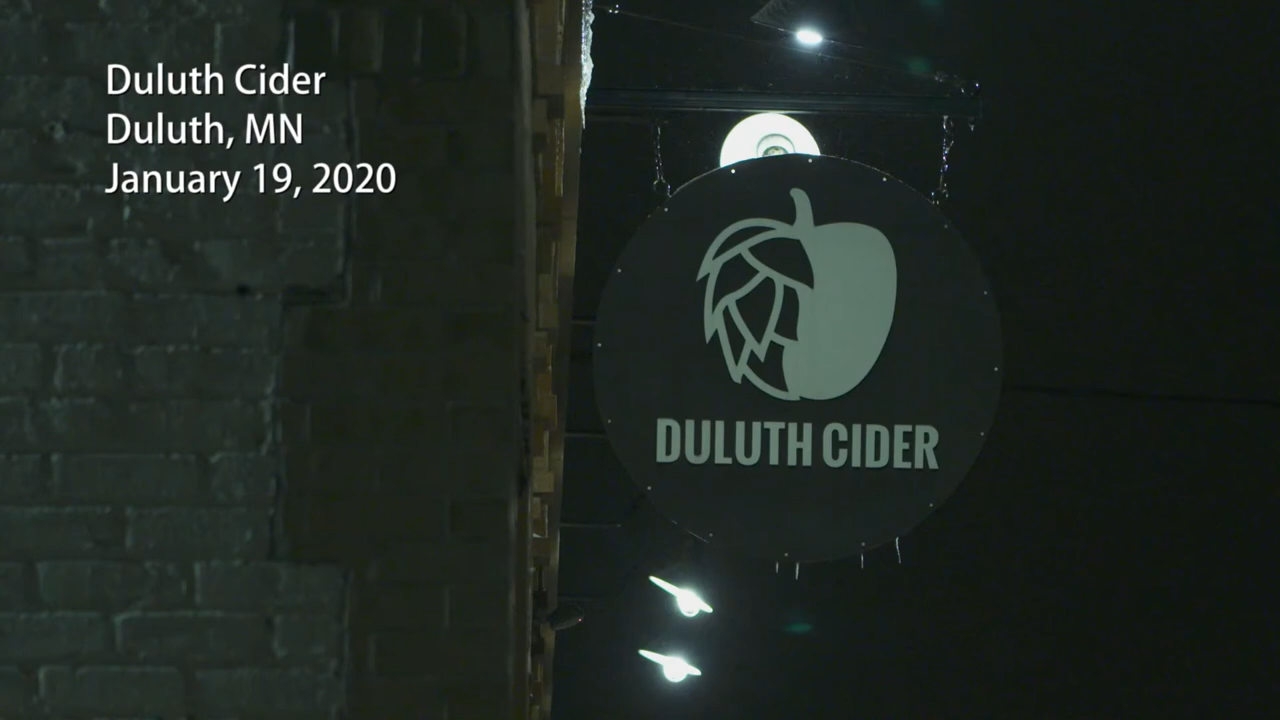 Duluth Cider
Duluth, MN
January 19, 2020
DULUTH CIDER